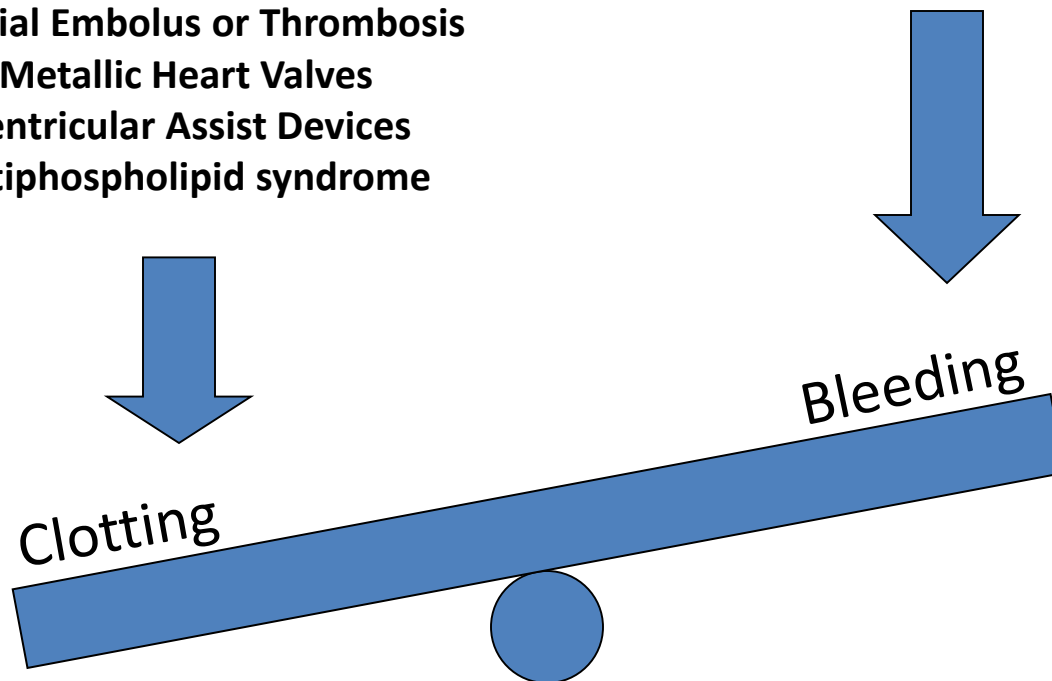 ial Embolus or Thrombosis
Metallic Heart Valves
entricular Assist Devices
tiphospholipid syndrome
Bleeding
Clotting